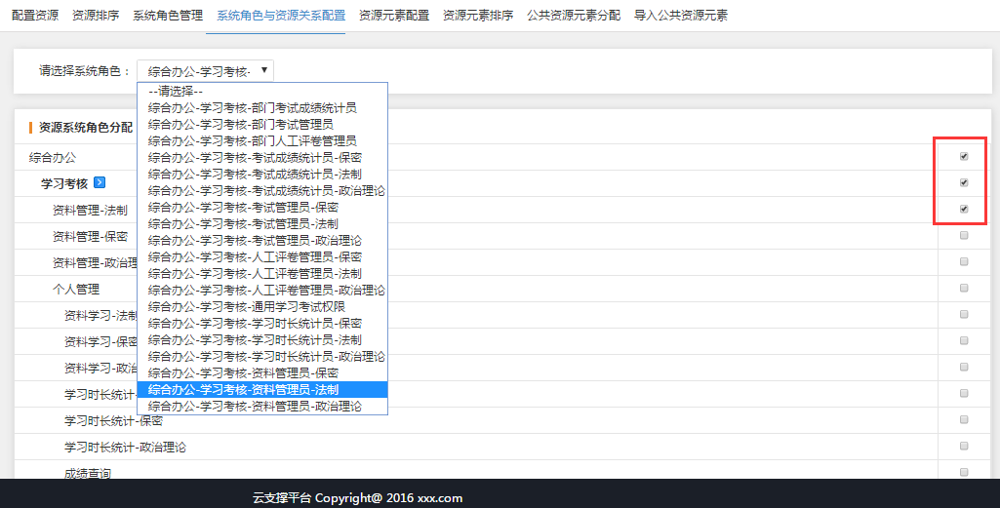 配置资源 资源排序 系统角色管理 系统角色与资源关系配置 资源元素配置 资源元素排序 公共资源元素分配 导入公共资源元素
请选择系统角色： 综合办公-学习考核-
--请选择--
综合办公-学习考核-部门考试成绩统计员
综合办公-学习考核-部门考试管理员
综合办公-学习考核-部门人工评卷管理员
综合办公-学习考核-考试成绩统计员-保密
综合办公-学习考核-考试成绩统计员-法制
综合办公-学习考核-考试成绩统计员-政治理论
综合办公-学习考核-考试管理员-保密
综合办公-学习考核-考试管理员-法制
综合办公-学习考核-考试管理员-政治理论
综合办公-学习考核-人工评卷管理员-保密
综合办公-学习考核-人工评卷管理员-法制
综合办公-学习考核-人工评卷管理员-政治理论
综合办公-学习考核-通用学习考试权限
综合办公-学习考核-学习时长统计员-保密
综合办公-学习考核-学习时长统计员-法制
综合办公-学习考核-学习时长统计员-政治理论
综合办公-学习考核-资料管理员-保密
综合办公-学习考核-资料管理员-法制
综合办公-学习考核-资料管理员-政治理论
资源系统角色分配
综合办公
学习考核
资料管理-法制
资料管理-保密
资料管理-政治理
个人管理
资料学习-法制
资料学习-保密
资料学习-政治
学习时长统计-
学习时长统计-保密
学习时长统计-政治理论
成绩查询
云支撑平台 Copyright@ 2016 xxx.com